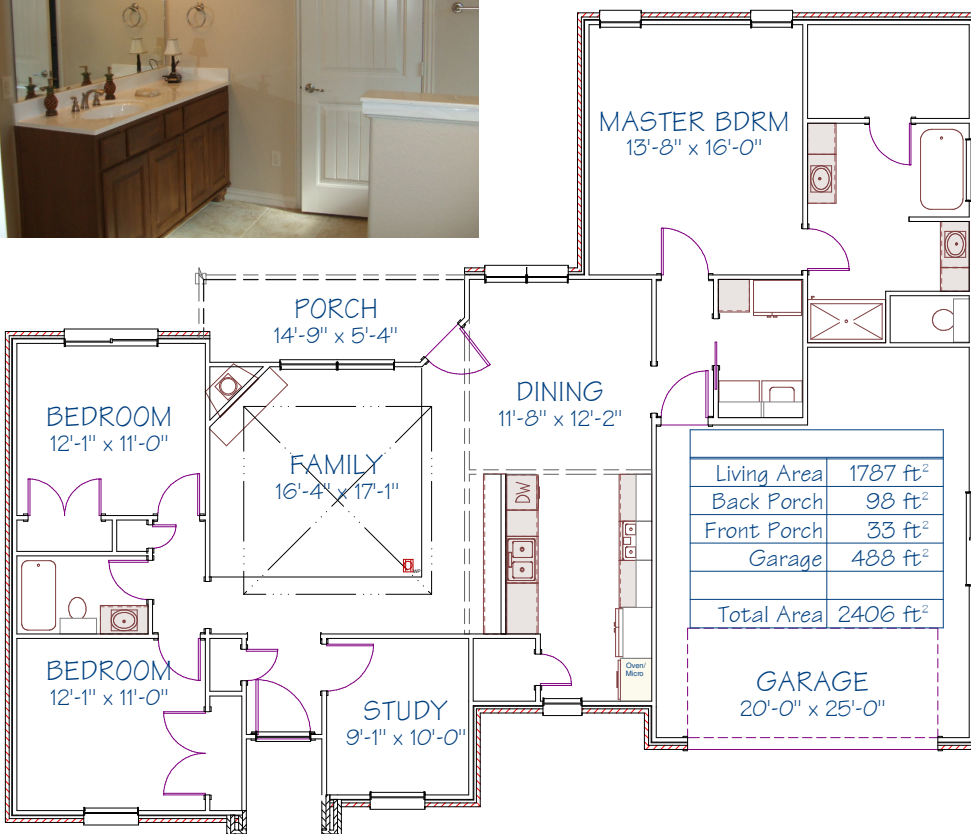 MASTER BDRM
13'-8" x 16'-0"
PORCH
14'-9" x 5'-4"
DINING
11'-8" x 12'-2"
BEDROOM
12'-1" x 11'-0"
FAMILY
16'-4" x 17'-1"
DW
Living Area 1787 ft²
Back Porch 98 ft²
Front Porch 33 ft²
Garage 488 ft²
Total Area 2406 ft²
BEDROOM
12'-1" x 11'-0"
Oven/
Micro
STUDY
9'-1" x 10'-0"
GARAGE
20'-0" x 25'-0"